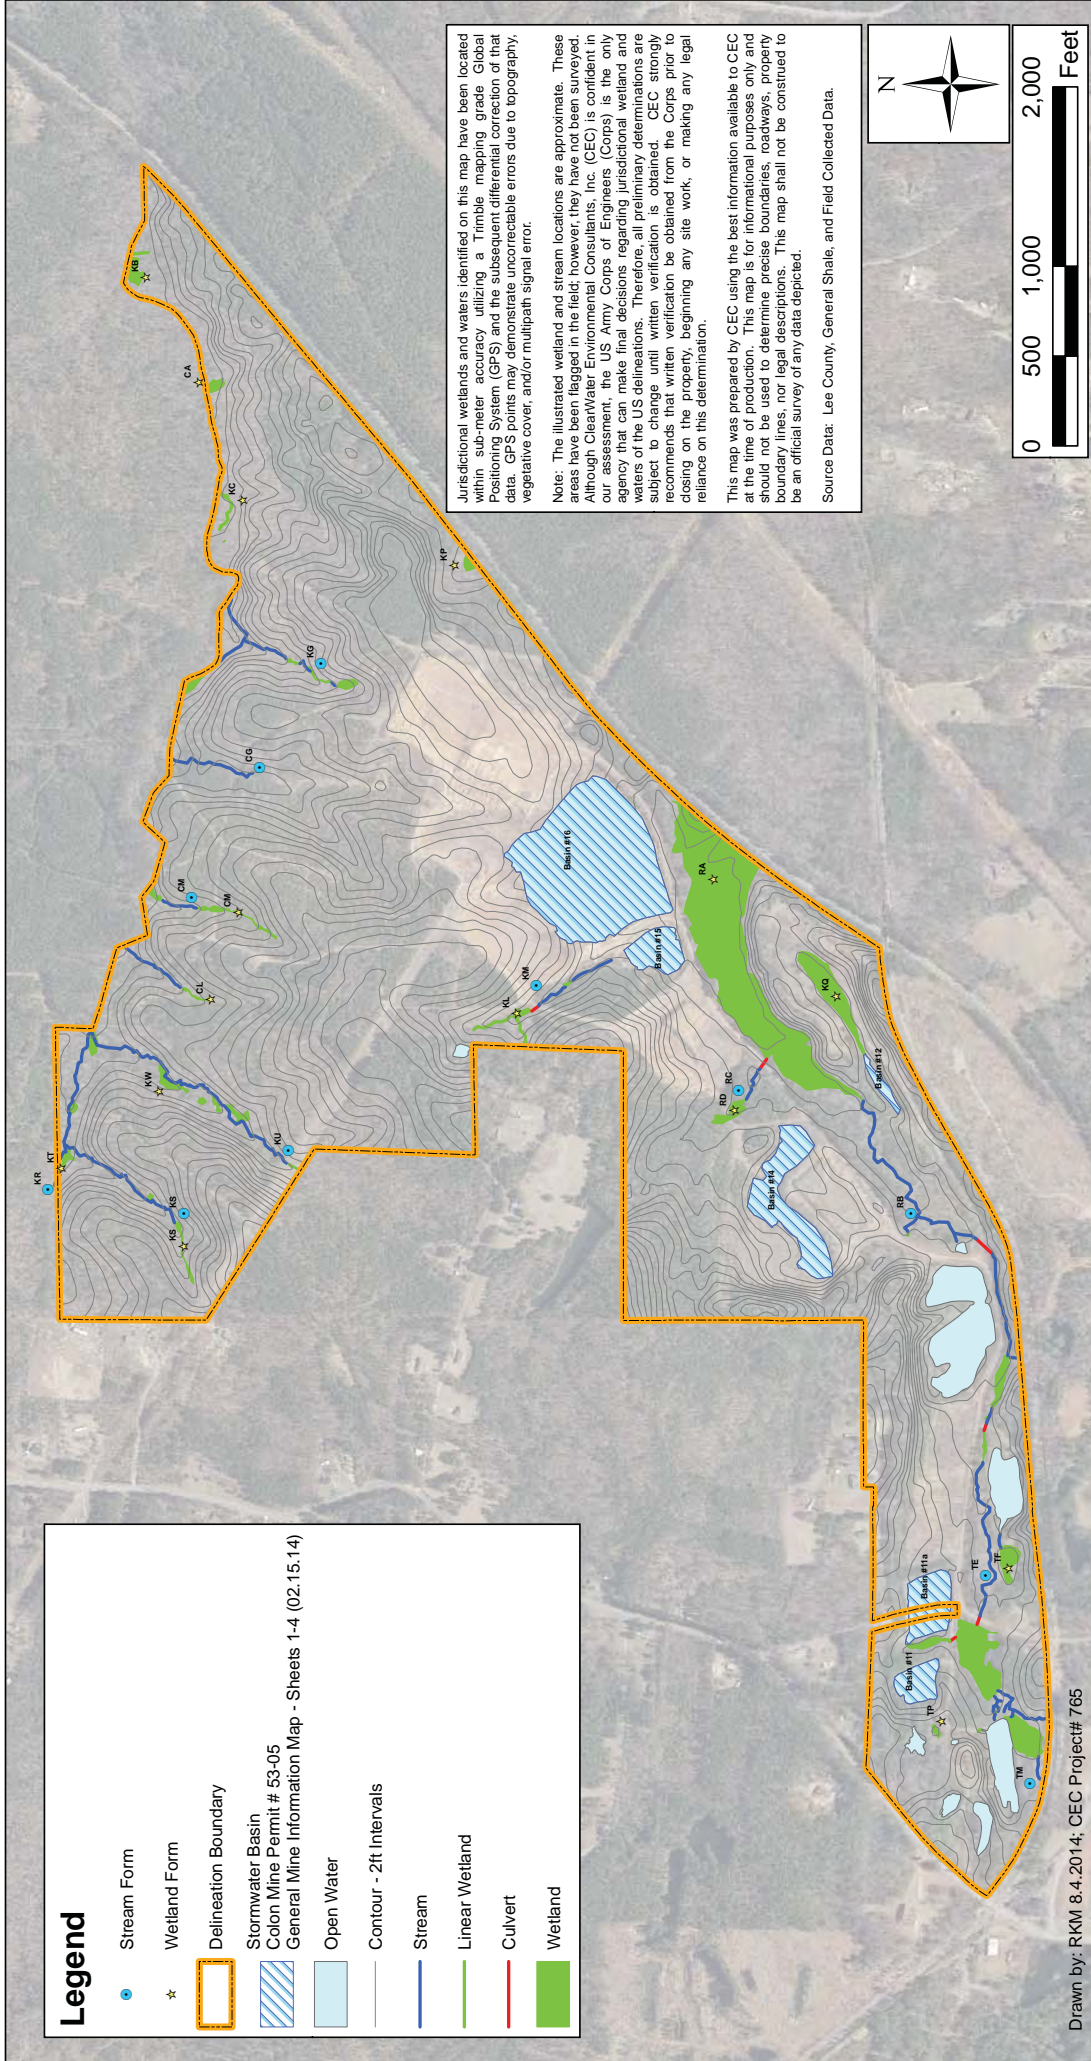 Legend
Stream Form
Wetland Form
Delineation Boundary
Stormwater Basin
Colon Mine Permit # 53-05
General Mine Information Map - Sheets 1-4 (02.15.14)
Open Water
Contour - 2ft Intervals
Stream
Linear Wetland
Culvert
Wetland
KR
KT
KS
KS
KW
KU
CL
CM
CM
CG
KG
KC
CA
KB
KP
KL
KM
Basin #16
Basin #15
RA
RD
RC
KQ
Basin #12
Basin #14
RB
Basin #11a
TE
TF
Basin #11
TP
TM
Jurisdictional wetlands and waters identified on this map have been located
within sub-meter accuracy utilizing a Trimble mapping grade Global
Positioning System (GPS) and the subsequent differential correction of that
data. GPS points may demonstrate uncorrectable errors due to topography,
vegetative cover, and/or multipath signal error.
Note: The illustrated wetland and stream locations are approximate. These
areas have been flagged in the field; however, they have not been surveyed.
Although ClearWater Environmental Consultants, Inc. (CEC) is confident in
our assessment, the US Army Corps of Engineers (Corps) is the only
agency that can make final decisions regarding jurisdictional wetland and
waters of the US delineations. Therefore, all preliminary determinations are
subject to change until written verification is obtained. CEC strongly
recommends that written verification be obtained from the Corps prior to
closing on the property, beginning any site work, or making any legal
reliance on this determination.
This map was prepared by CEC using the best information available to CEC
at the time of production. This map is for informational purposes only and
should not be used to determine precise boundaries, roadways, property
boundary lines, nor legal descriptions. This map shall not be construed to
be an official survey of any data depicted.
Source Data: Lee County, General Shale, and Field Collected Data.
N
0 500 1,000 2,000
Feet
Drawn by: RKM 8.4.2014; CEC Project# 765